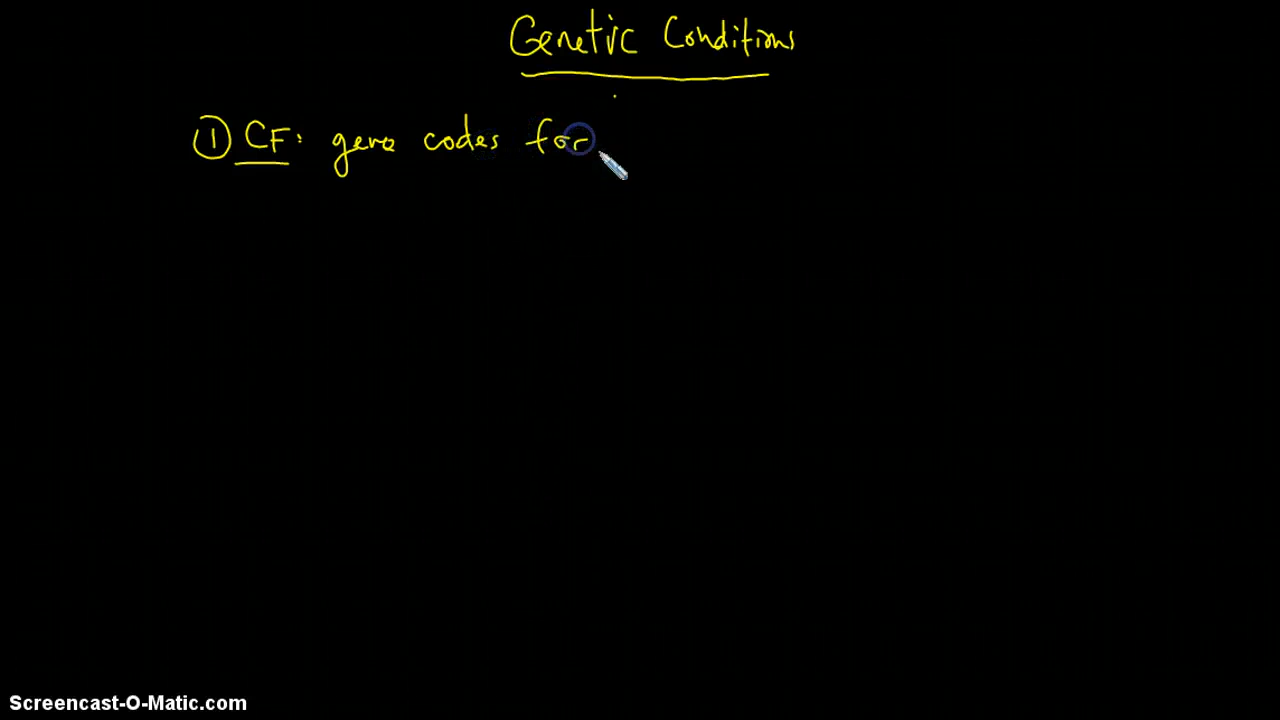 Genetic Conditions
① CF: gene codes for
Screencast-O-Matic.com